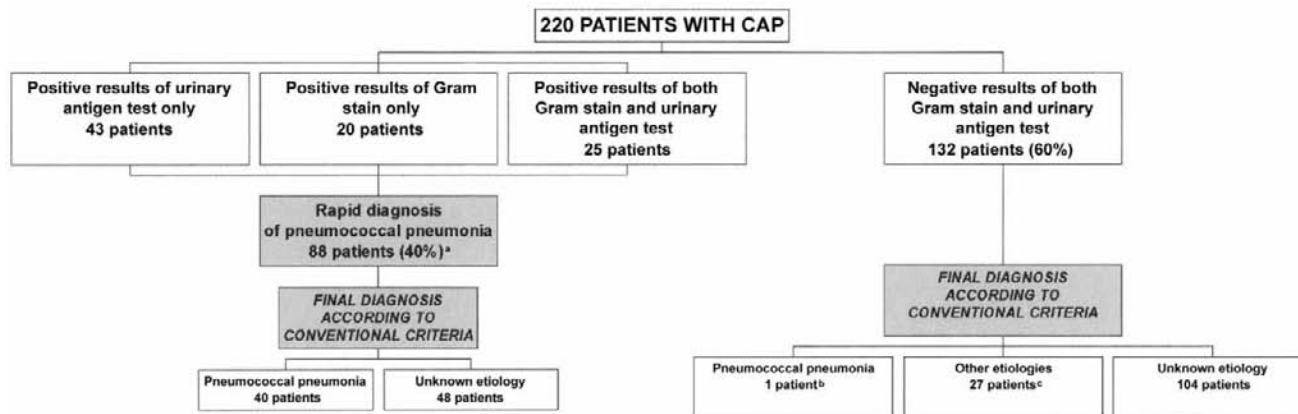 220 PATIENTS WITH CAP
Positive results of urinary
antigen test only
43 patients
Positive results of Gram
stain only
20 patients
Positive results of both
Gram stain and urinary
antigen test
25 patients
Negative results of both
Gram stain and urinary
antigen test
132 patients (60%)
Rapid diagnosis
of pneumococcal pneumonia
88 patients (40%)ᵃ
FINAL DIAGNOSIS
ACCORDING TO
CONVENTIONAL CRITERIA
Pneumococcal pneumonia
40 patients
Unknown etiology
48 patients
FINAL DIAGNOSIS
ACCORDING TO
CONVENTIONAL CRITERIA
Pneumococcal pneumonia
1 patientᵇ
Other etiologies
27 patientsᶜ
Unknown etiology
104 patients